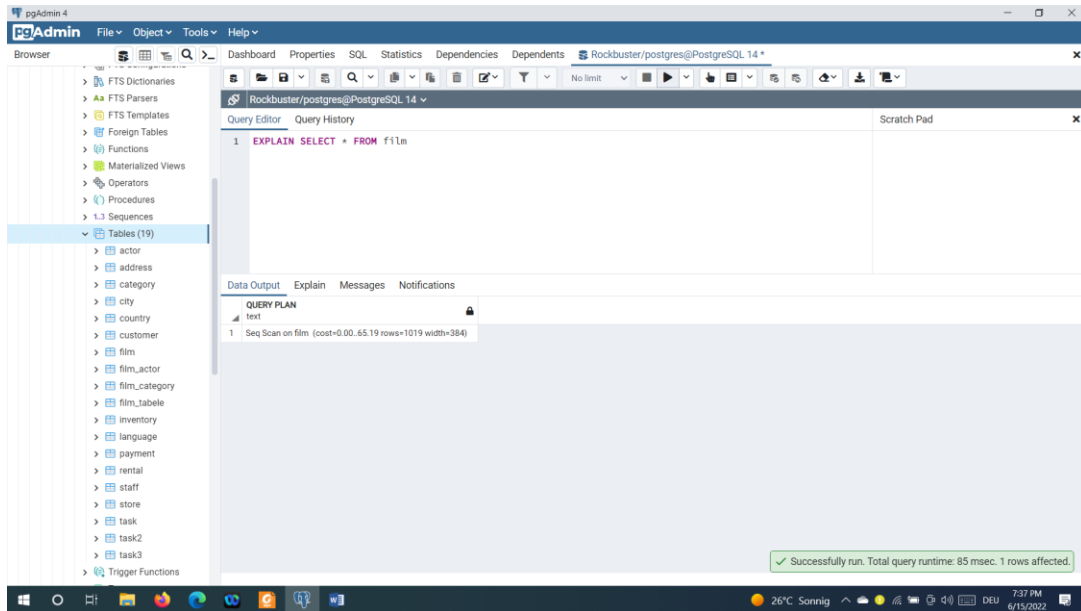 pgAdmin 4
pgAdmin File Object Tools Help
Browser
Dashboard Properties SQL Statistics Dependencies Dependents Rockbuster/postgres@PostgreSQL 14 *
No limit
Rockbuster/postgres@PostgreSQL 14
Query Editor Query History
Scratch Pad
1 EXPLAIN SELECT * FROM film
FTS Dictionaries
Aa FTS Parsers
FTS Templates
Foreign Tables
Functions
Materialized Views
Operators
Procedures
1..3 Sequences
Tables (19)
actor
address
category
city
country
customer
film
film_actor
film_category
film_tabele
inventory
language
payment
rental
staff
store
task
task2
task3
Trigger Functions
Data Output Explain Messages Notifications
QUERY PLAN
text
1 Seq Scan on film (cost=0.00..65.19 rows=1019 width=384)
Successfully run. Total query runtime: 85 msec. 1 rows affected.
26°C Sonnig
DEU
7:37 PM
6/15/2022